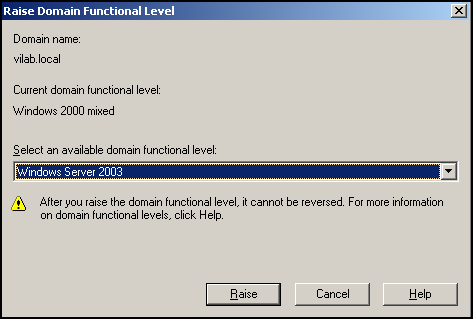 Raise Domain Functional Level
Domain name:
vilab.local
Current domain functional level:
Windows 2000 mixed
Select an available domain functional level:
Windows Server 2003
After you raise the domain functional level, it cannot be reversed. For more information
on domain functional levels, click Help.
Raise
Cancel
Help